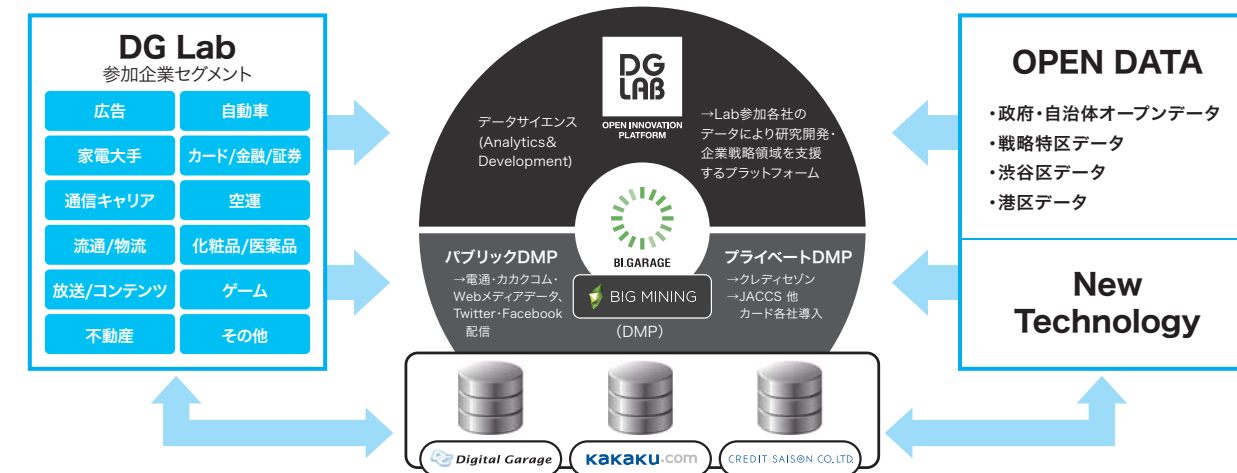 DG Lab
参加企業セグメント
広告
自動車
家電大手
カード/金融/証券
通信キャリア
空運
流通/物流
化粧品/医薬品
放送/コンテンツ
ゲーム
不動産
その他
DG
LAB
OPEN INNOVATION
PLATFORM
データサイエンス
(Analytics&
Development)
→Lab参加各社の
データにより研究開発・
企業戦略領域を支援
するプラットフォーム
BI.GARAGE
パブリックDMP
→電通・カカクコム・
Webメディアデータ、
Twitter・Facebook
配信
BIG MINING
(DMP)
プライベートDMP
→クレディセゾン
→JACCS 他
カード各社導入
Digital Garage
KaKaKU.com
CREDIT SAISON CO.,LTD.
OPEN DATA
・政府・自治体オープンデータ
・戦略特区データ
・渋谷区データ
・港区データ
New
Technology